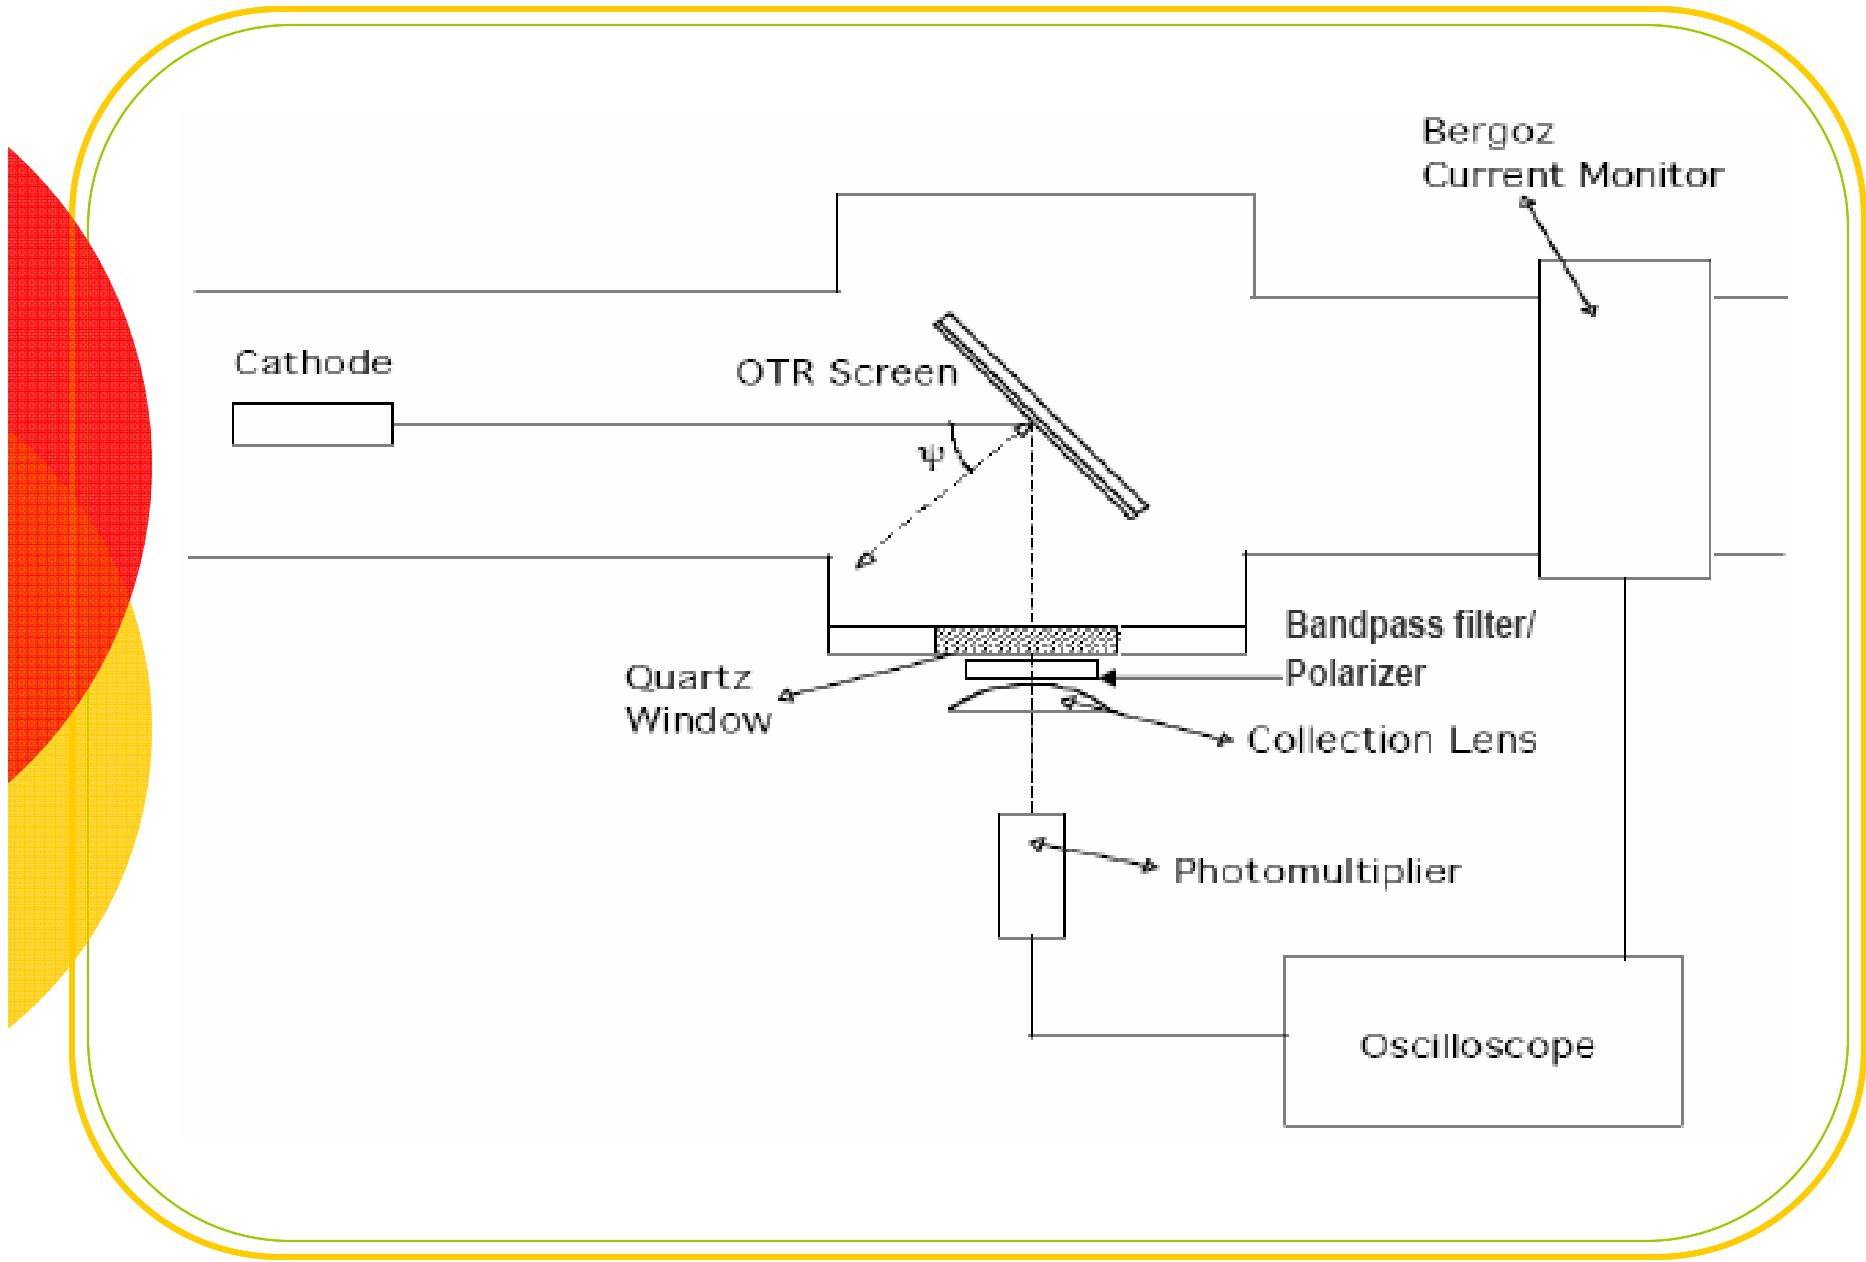 Bergoz
Current Monitor
Cathode
OTR Screen
ψ
Bandpass filter/
Polarizer
Quartz
Window
Collection Lens
Photomultiplier
Oscilloscope